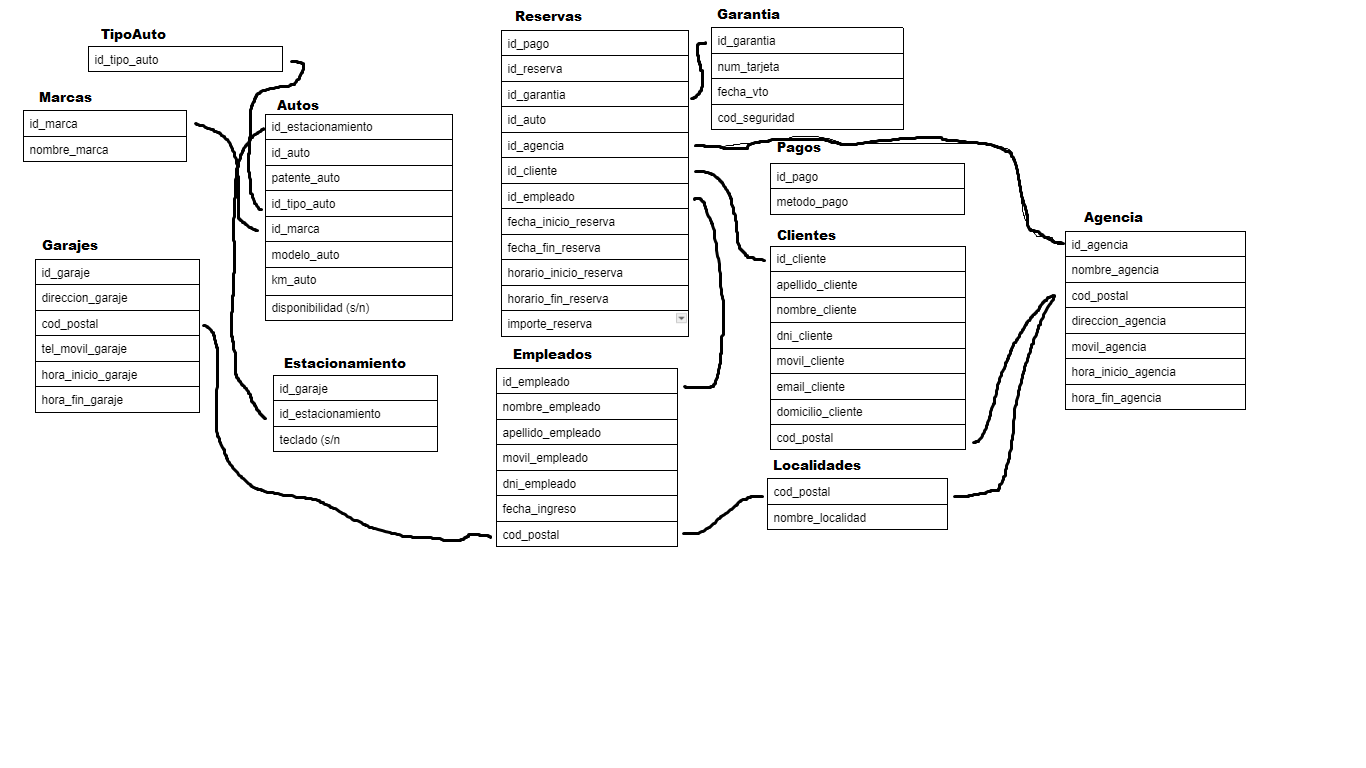 TipoAuto
id_tipo_auto
Marcas
id_marca
nombre_marca
Autos
id_estacionamiento
id_auto
patente_auto
id_tipo_auto
id_marca
modelo_auto
km_auto
disponibilidad (s/n)
Garajes
id_garaje
direccion_garaje
cod_postal
tel_movil_garaje
hora_inicio_garaje
hora_fin_garaje
Estacionamiento
id_garaje
id_estacionamiento
teclado (s/n
Reservas
id_pago
id_reserva
id_garantia
id_auto
id_agencia
id_cliente
id_empleado
fecha_inicio_reserva
fecha_fin_reserva
horario_inicio_reserva
horario_fin_reserva
importe_reserva
Empleados
id_empleado
nombre_empleado
apellido_empleado
movil_empleado
dni_empleado
fecha_ingreso
cod_postal
Garantia
id_garantia
num_tarjeta
fecha_vto
cod_seguridad
Pagos
id_pago
metodo_pago
Clientes
id_cliente
apellido_cliente
nombre_cliente
dni_cliente
movil_cliente
email_cliente
domicilio_cliente
cod_postal
Localidades
cod_postal
nombre_localidad
Agencia
id_agencia
nombre_agencia
cod_postal
direccion_agencia
movil_agencia
hora_inicio_agencia
hora_fin_agencia